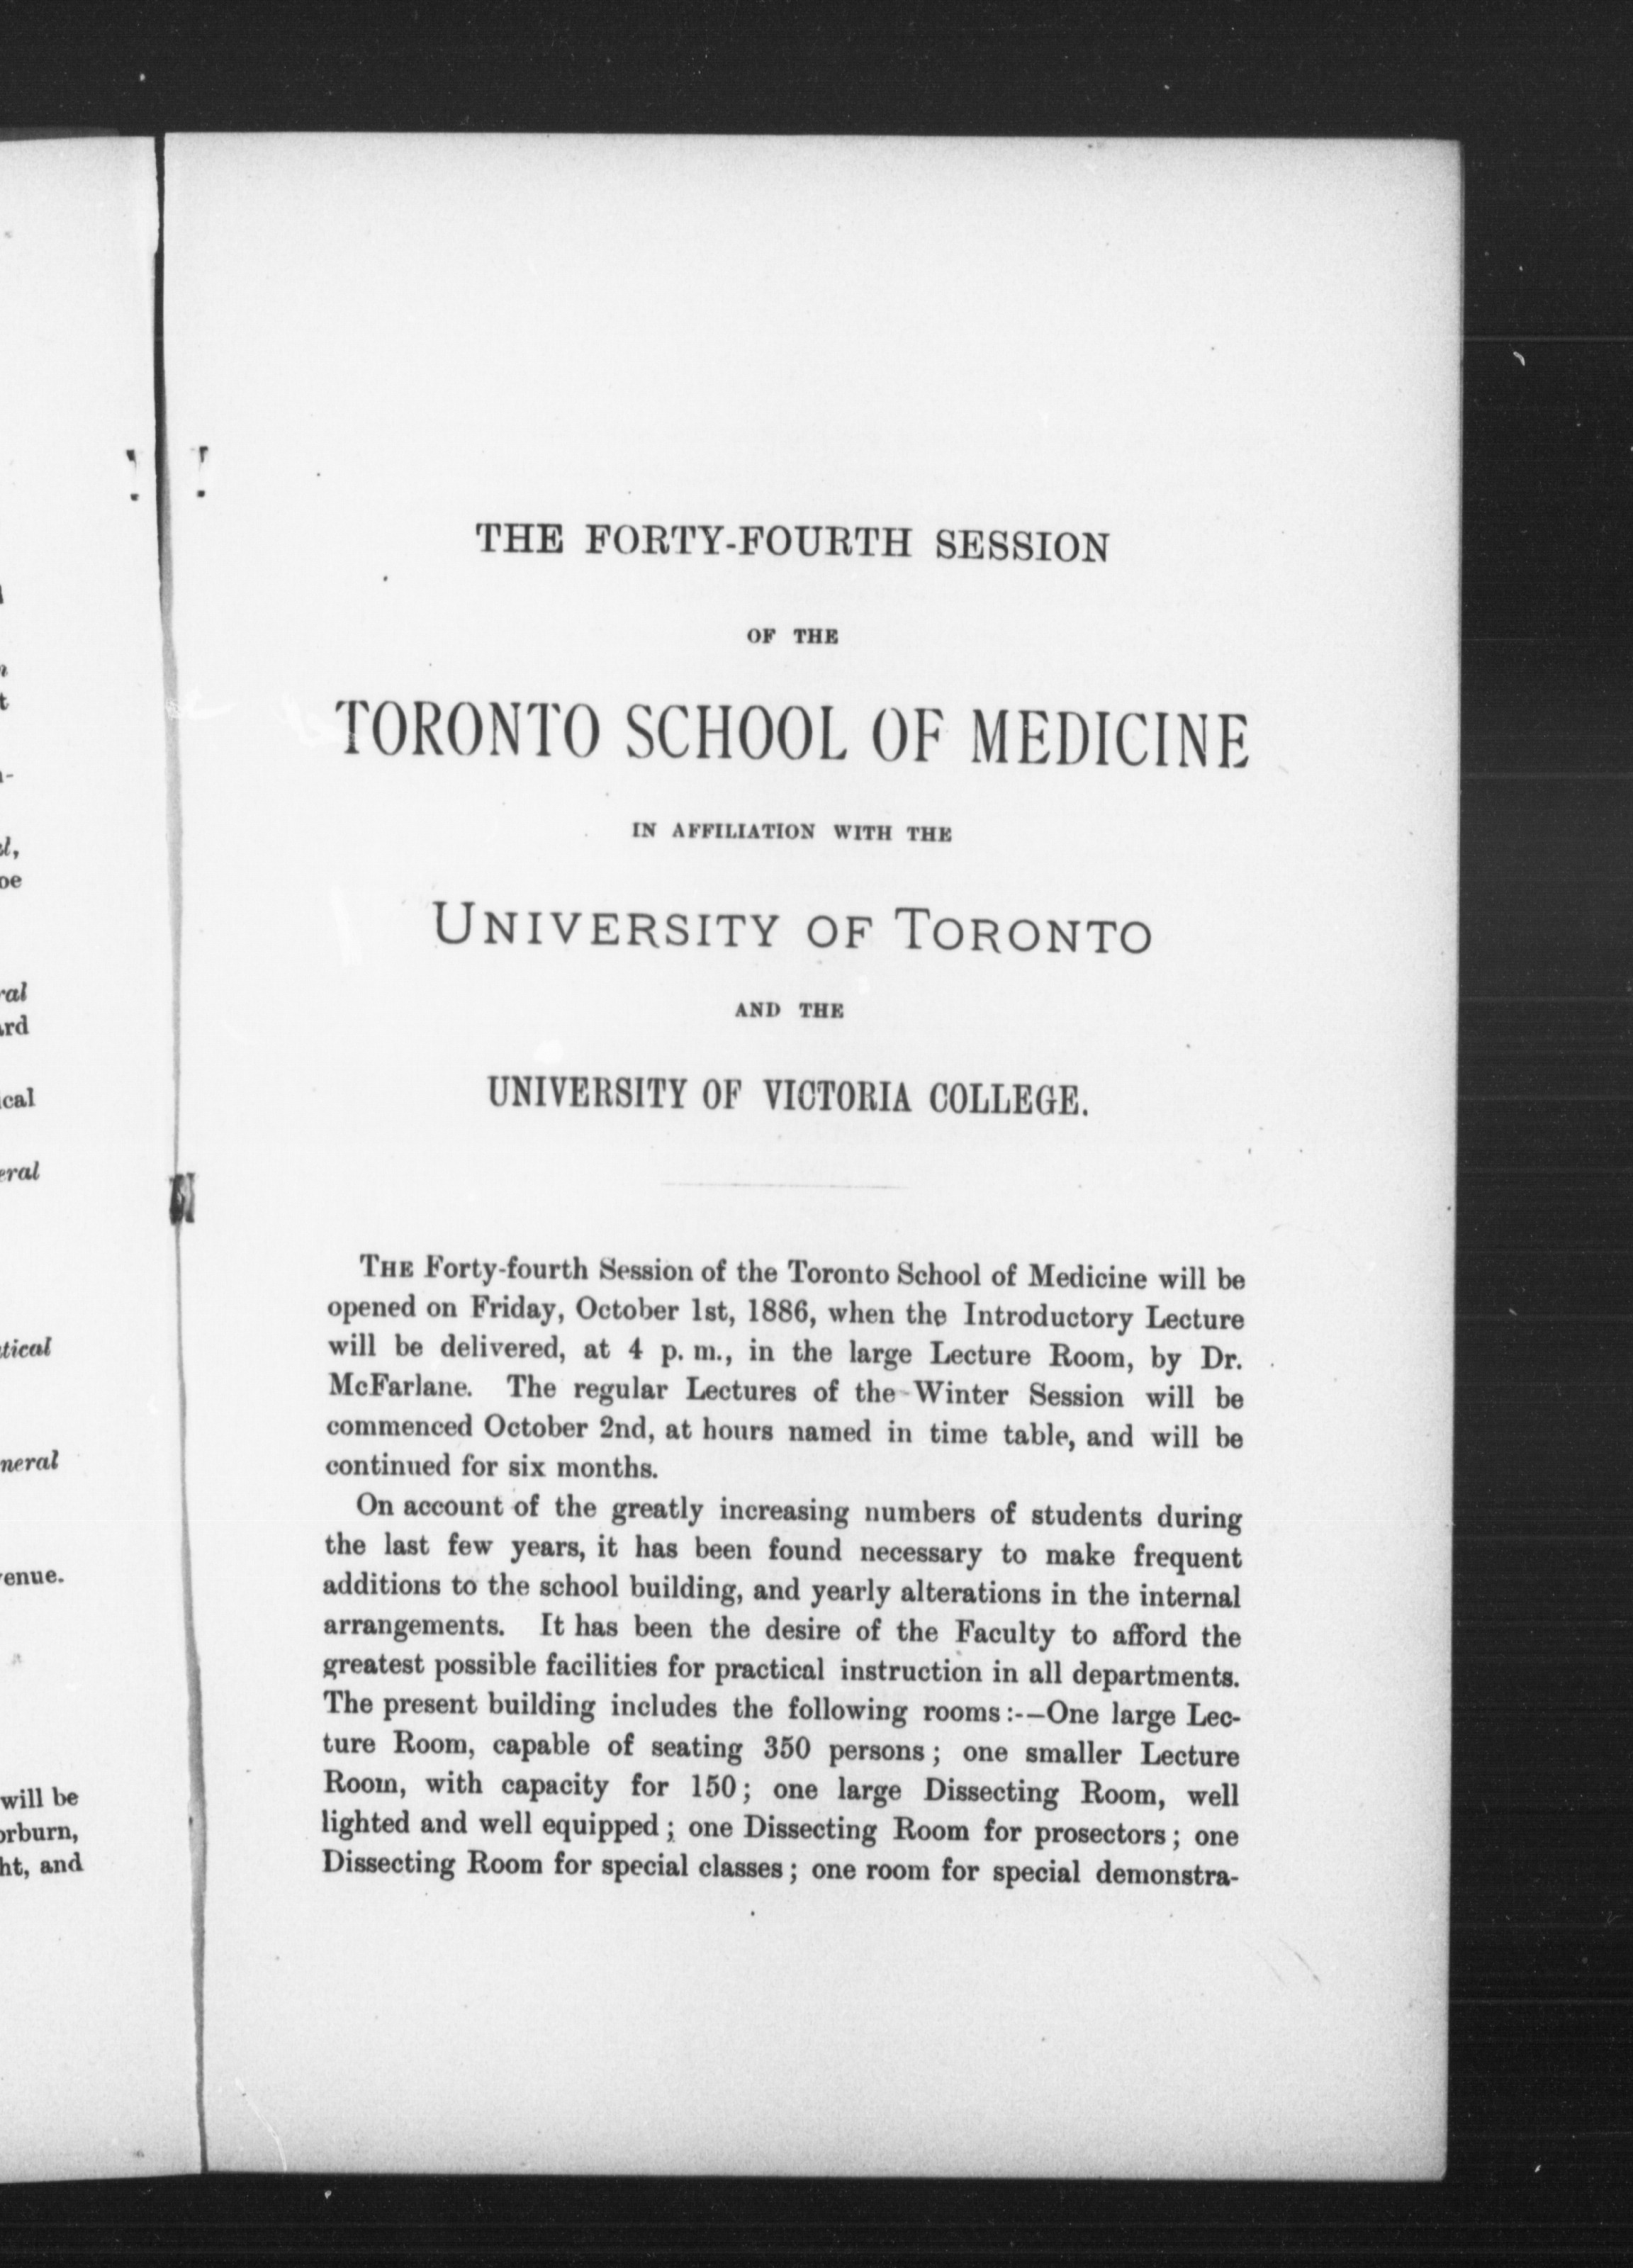 THE FORTY-FOURTH SESSION
OF THE
TORONTO SCHOOL OF MEDICINE
IN AFFILIATION WITH THE
UNIVERSITY OF TORONTO
AND THE
UNIVERSITY OF VICTORIA COLLEGE.
THE Forty-fourth Session of the Toronto School of Medicine will be
opened on Friday, October 1st, 1886, when the Introductory Lecture
will be delivered, at 4 p. m., in the large Lecture Room, by Dr.
McFarlane. The regular Lectures of the Winter Session will be
commenced October 2nd, at hours named in time table, and will be
continued for six months.
On account of the greatly increasing numbers of students during
the last few years, it has been found necessary to make frequent
additions to the school building, and yearly alterations in the internal
arrangements. It has been the desire of the Faculty to afford the
greatest possible facilities for practical instruction in all departments.
The present building includes the following rooms :--One large Lec-
ture Room, capable of seating 350 persons ; one smaller Lecture
Room, with capacity for 150 ; one large Dissecting Room, well
lighted and well equipped ; one Dissecting Room for prosectors ; one
Dissecting Room for special classes ; one room for special demonstra-
will be
ht, and